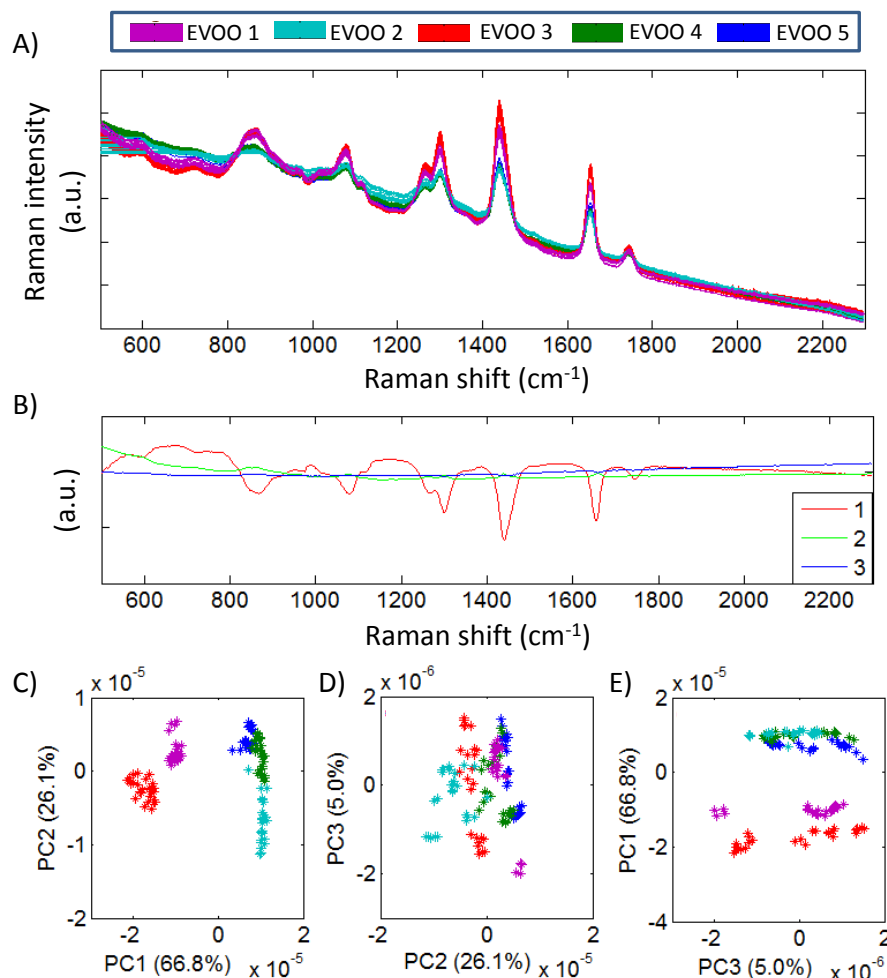 EVOO 1 EVOO 2 EVOO 3 EVOO 4 EVOO 5
A)
Raman intensity
(a.u.)
600 800 1000 1200 1400 1600 1800 2000 2200
Raman shift (cm⁻¹)
B)
(a.u.)
1
2
3
600 800 1000 1200 1400 1600 1800 2000 2200
Raman shift (cm⁻¹)
C)
x 10⁻⁵
1
0
-1
-2
PC2 (26.1%)
-2 0 2
PC1 (66.8%) x 10⁻⁵
D)
x 10⁻⁶
2
0
-2
PC3 (5.0%)
-2 0 2
PC2 (26.1%) x 10⁻⁵
E)
x 10⁻⁵
2
0
-2
-4
PC1 (66.8%)
-2 0 2
PC3 (5.0%) x 10⁻⁶